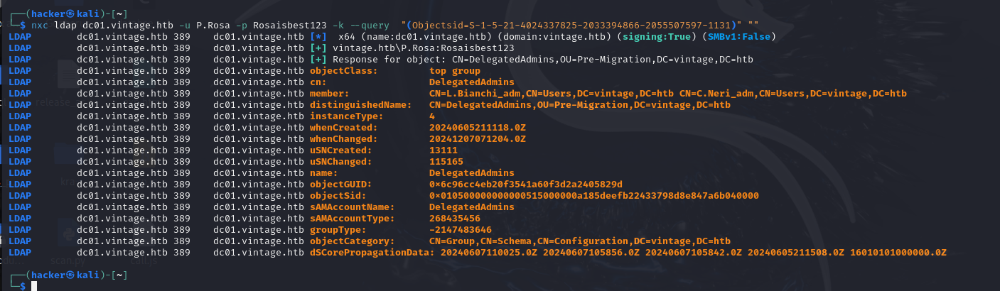 ┌──(hacker㉿kali)-[~]
└─$ nxc ldap dc01.vintage.htb -u P.Rosa -p Rosaisbest123 -k --query "(Objectsid=S-1-5-21-4024337825-2033394866-2055507597-1131)" ""
LDAP dc01.vintage.htb 389 dc01.vintage.htb [*] x64 (name:dc01.vintage.htb) (domain:vintage.htb) (signing:True) (SMBv1:False)
LDAP dc01.vintage.htb 389 dc01.vintage.htb [+] vintage.htb\P.Rosa:Rosaisbest123
LDAP dc01.vintage.htb 389 dc01.vintage.htb [+] Response for object: CN=DelegatedAdmins,OU=Pre-Migration,DC=vintage,DC=htb
LDAP dc01.vintage.htb 389 dc01.vintage.htb objectClass: top group
LDAP dc01.vintage.htb 389 dc01.vintage.htb cn: DelegatedAdmins
LDAP dc01.vintage.htb 389 dc01.vintage.htb member: CN=L.Bianchi_adm,CN=Users,DC=vintage,DC=htb CN=C.Neri_adm,CN=Users,DC=vintage,DC=htb
LDAP dc01.vintage.htb 389 dc01.vintage.htb distinguishedName: CN=DelegatedAdmins,OU=Pre-Migration,DC=vintage,DC=htb
LDAP dc01.vintage.htb 389 dc01.vintage.htb instanceType: 4
LDAP dc01.vintage.htb 389 dc01.vintage.htb whenCreated: 20240605211118.0Z
LDAP dc01.vintage.htb 389 dc01.vintage.htb whenChanged: 20241207071204.0Z
LDAP dc01.vintage.htb 389 dc01.vintage.htb uSNCreated: 13111
LDAP dc01.vintage.htb 389 dc01.vintage.htb uSNChanged: 115165
LDAP dc01.vintage.htb 389 dc01.vintage.htb name: DelegatedAdmins
LDAP dc01.vintage.htb 389 dc01.vintage.htb objectGUID: 0×6c96cc4eb20f3541a60f3d2a2405829d
LDAP dc01.vintage.htb 389 dc01.vintage.htb objectSid: 0×010500000000000515000000a185deefb22433798d8e847a6b040000
LDAP dc01.vintage.htb 389 dc01.vintage.htb sAMAccountName: DelegatedAdmins
LDAP dc01.vintage.htb 389 dc01.vintage.htb sAMAccountType: 268435456
LDAP dc01.vintage.htb 389 dc01.vintage.htb groupType: -2147483646
LDAP dc01.vintage.htb 389 dc01.vintage.htb objectCategory: CN=Group,CN=Schema,CN=Configuration,DC=vintage,DC=htb
LDAP dc01.vintage.htb 389 dc01.vintage.htb dSCorePropagationData: 20240607110025.0Z 20240607105856.0Z 20240607105842.0Z 20240605211508.0Z 16010101000000.0Z
scan.py call.js
┌──(hacker㉿kali)-[~]
└─$